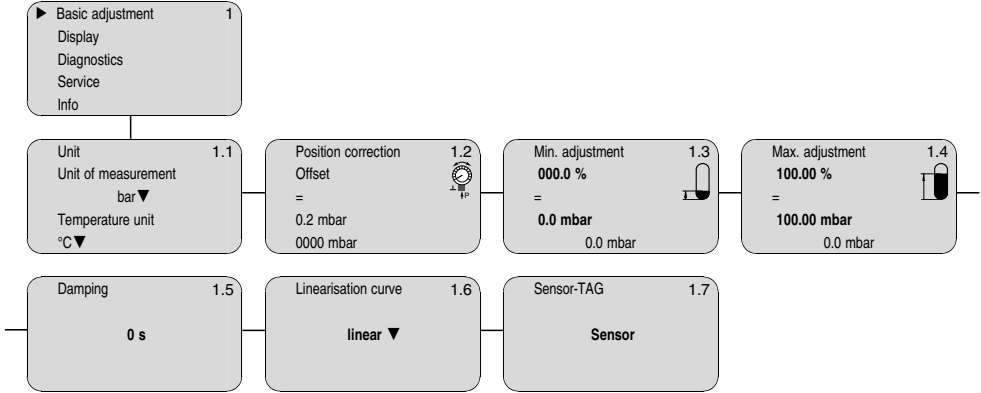 ▶ Basic adjustment 1
Display
Diagnostics
Service
Info
Unit 1.1
Unit of measurement
bar▼
Temperature unit
°C▼
Position correction 1.2
Offset
=
P
0.2 mbar
0000 mbar
Min. adjustment 1.3
000.0 %
=
0.0 mbar
0.0 mbar
Max. adjustment 1.4
100.00 %
=
100.00 mbar
0.0 mbar
Damping 1.5
0 s
Linearisation curve 1.6
linear ▼
Sensor-TAG 1.7
Sensor